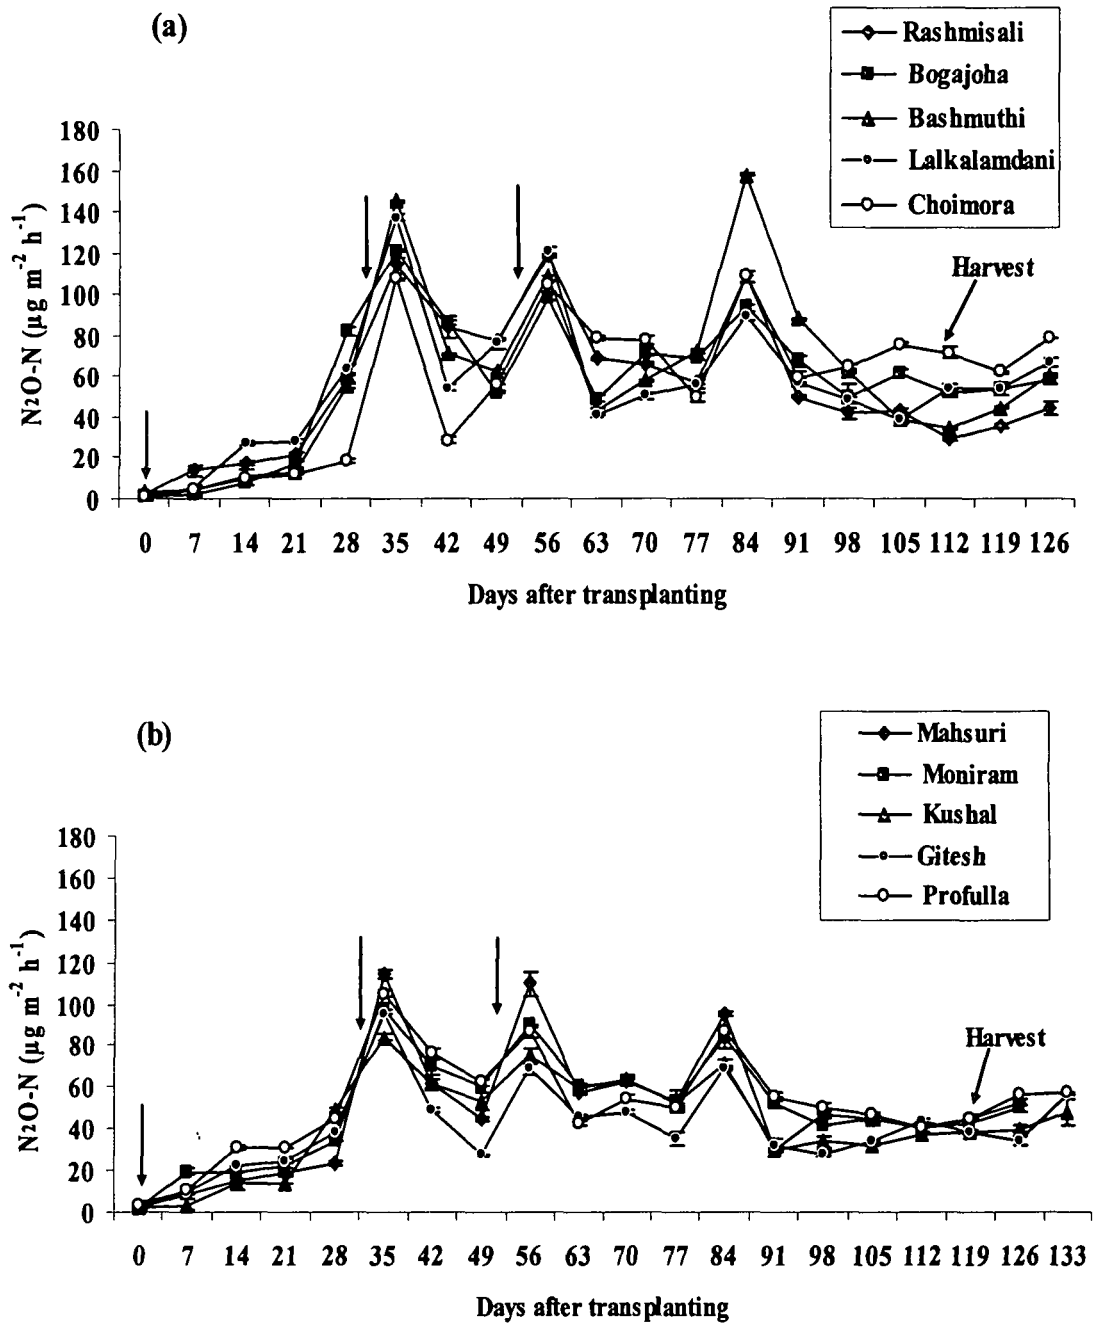 (a)
Rashmisali
Bogajoha
Bashmuthi
Lalkalamdani
Choimora
N2O-N (µg m-2 h-1)
180
160
140
120
100
80
60
40
20
0
Harvest
0 7 14 21 28 35 42 49 56 63 70 77 84 91 98 105 112 119 126
Days after transplanting
(b)
Mahsuri
Moniram
Kushal
Gitesh
Profulla
N2O-N (µg m-2 h-1)
180
160
140
120
100
80
60
40
20
0
Harvest
0 7 14 21 28 35 42 49 56 63 70 77 84 91 98 105 112 119 126 133
Days after transplanting